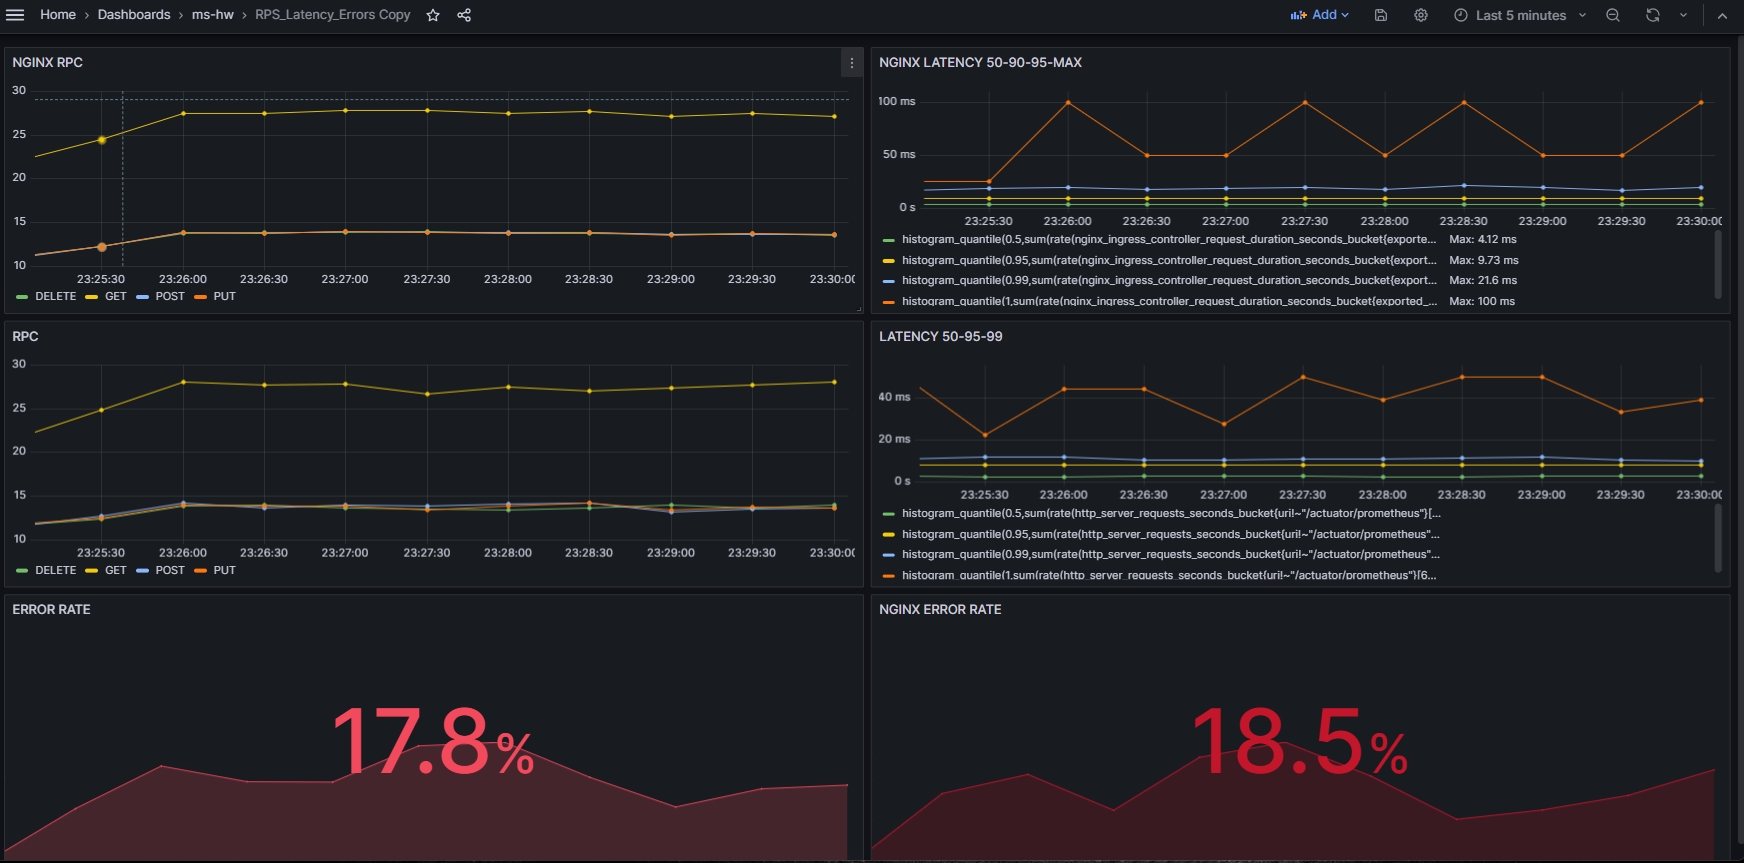 Home › Dashboards › ms-hw › RPS_Latency_Errors Copy
Add
Last 5 minutes
NGINX RPC
30
25
20
15
10
23:25:30 23:26:00 23:26:30 23:27:00 23:27:30 23:28:00 23:28:30 23:29:00 23:29:30 23:30:00
DELETE GET POST PUT
NGINX LATENCY 50-90-95-MAX
100 ms
50 ms
0 s
23:25:30 23:26:00 23:26:30 23:27:00 23:27:30 23:28:00 23:28:30 23:29:00 23:29:30 23:30:00
histogram_quantile(0.5,sum(rate(nginx_ingress_controller_request_duration_seconds_bucket{exporte... Max: 4.12 ms
histogram_quantile(0.95,sum(rate(nginx_ingress_controller_request_duration_seconds_bucket{export... Max: 9.73 ms
histogram_quantile(0.99,sum(rate(nginx_ingress_controller_request_duration_seconds_bucket{export... Max: 21.6 ms
histogram_quantile(1,sum(rate(nginx_ingress_controller_request_duration_seconds_bucket{exported_... Max: 100 ms
RPC
30
25
20
15
10
23:25:30 23:26:00 23:26:30 23:27:00 23:27:30 23:28:00 23:28:30 23:29:00 23:29:30 23:30:00
DELETE GET POST PUT
LATENCY 50-95-99
40 ms
20 ms
0 s
23:25:30 23:26:00 23:26:30 23:27:00 23:27:30 23:28:00 23:28:30 23:29:00 23:29:30 23:30:00
histogram_quantile(0.5,sum(rate(http_server_requests_seconds_bucket{uri!~"/actuator/prometheus"}[...
histogram_quantile(0.95,sum(rate(http_server_requests_seconds_bucket{uri!~"/actuator/prometheus"...
histogram_quantile(0.99,sum(rate(http_server_requests_seconds_bucket{uri!~"/actuator/prometheus"...
histogram_quantile(1,sum(rate(http_server_requests_seconds_bucket{uri!~"/actuator/prometheus"}[6...
ERROR RATE
17.8%
NGINX ERROR RATE
18.5%